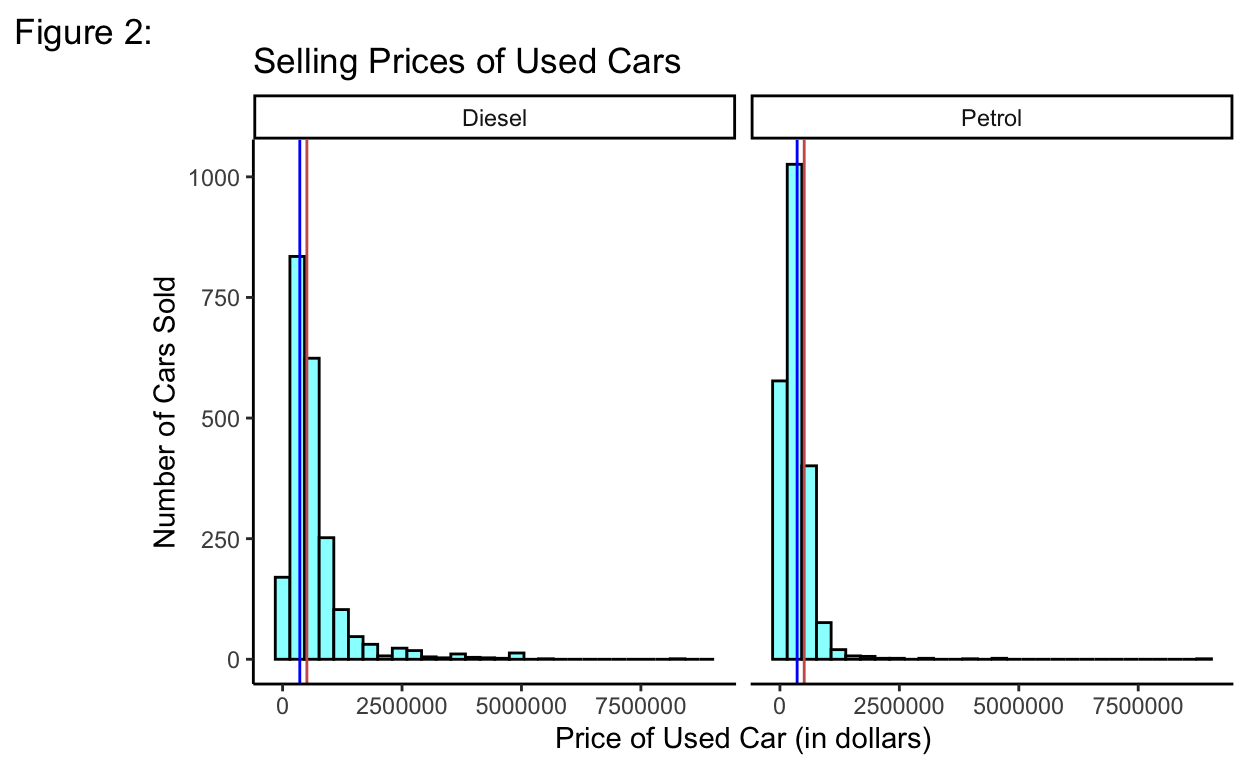 Figure 2:
Selling Prices of Used Cars
Diesel
Petrol
1000
750
500
250
0
Number of Cars Sold
0 2500000 5000000 7500000
0 2500000 5000000 7500000
Price of Used Car (in dollars)